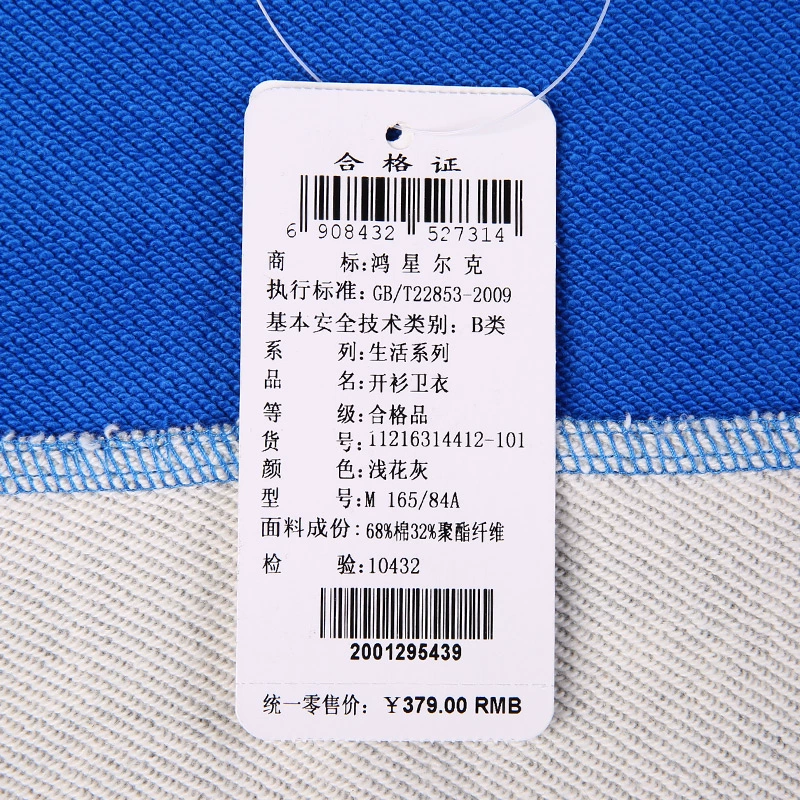 合格证
6 908432 527314
商 标:鸿星尔克
执行标准:GB/T22853-2009
基本安全技术类别:B类
系 列:生活系列
品 名:开衫卫衣
等 级:合格品
货 号:11216314412-101
颜 色:浅花灰
型 号:M 165/84A
面料成份:68%棉32%聚酯纤维
检 验:10432
2001295439
统一零售价:￥379.00 RMB